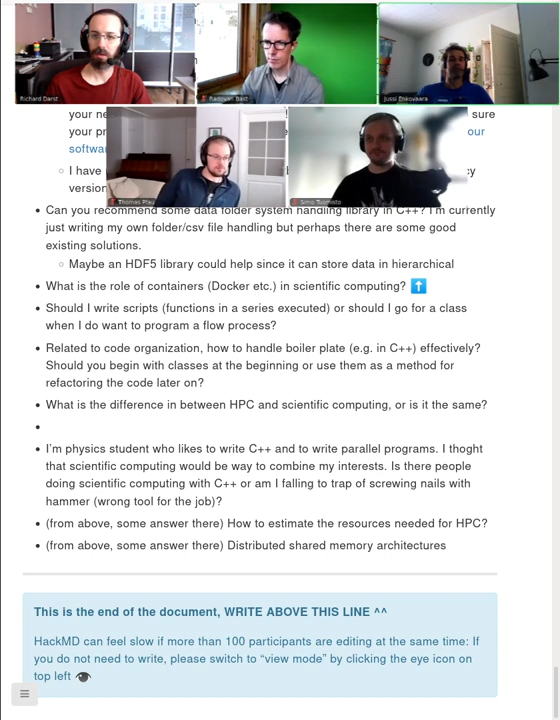 Richard Darst
Radovan Bast
Jussi Enkovaara
your ne
sure
your pr
our
softwar
I have
cy
version
Thomas Pfau
Simo Tuomisto
Can you recommend some data folder system handling library in C++? I'm currently
just writing my own folder/csv file handling but perhaps there are some good
existing solutions.
Maybe an HDF5 library could help since it can store data in hierarchical
What is the role of containers (Docker etc.) in scientific computing?
Should I write scripts (functions in a series executed) or should I go for a class
when I do want to program a flow process?
Related to code organization, how to handle boiler plate (e.g. in C++) effectively?
Should you begin with classes at the beginning or use them as a method for
refactoring the code later on?
What is the difference in between HPC and scientific computing, or is it the same?
I'm physics student who likes to write C++ and to write parallel programs. I thoght
that scientific computing would be way to combine my interests. Is there people
doing scientific computing with C++ or am I falling to trap of screwing nails with
hammer (wrong tool for the job)?
(from above, some answer there) How to estimate the resources needed for HPC?
(from above, some answer there) Distributed shared memory architectures
This is the end of the document, WRITE ABOVE THIS LINE ^^
HackMD can feel slow if more than 100 participants are editing at the same time: If
you do not need to write, please switch to "view mode" by clicking the eye icon on
top left